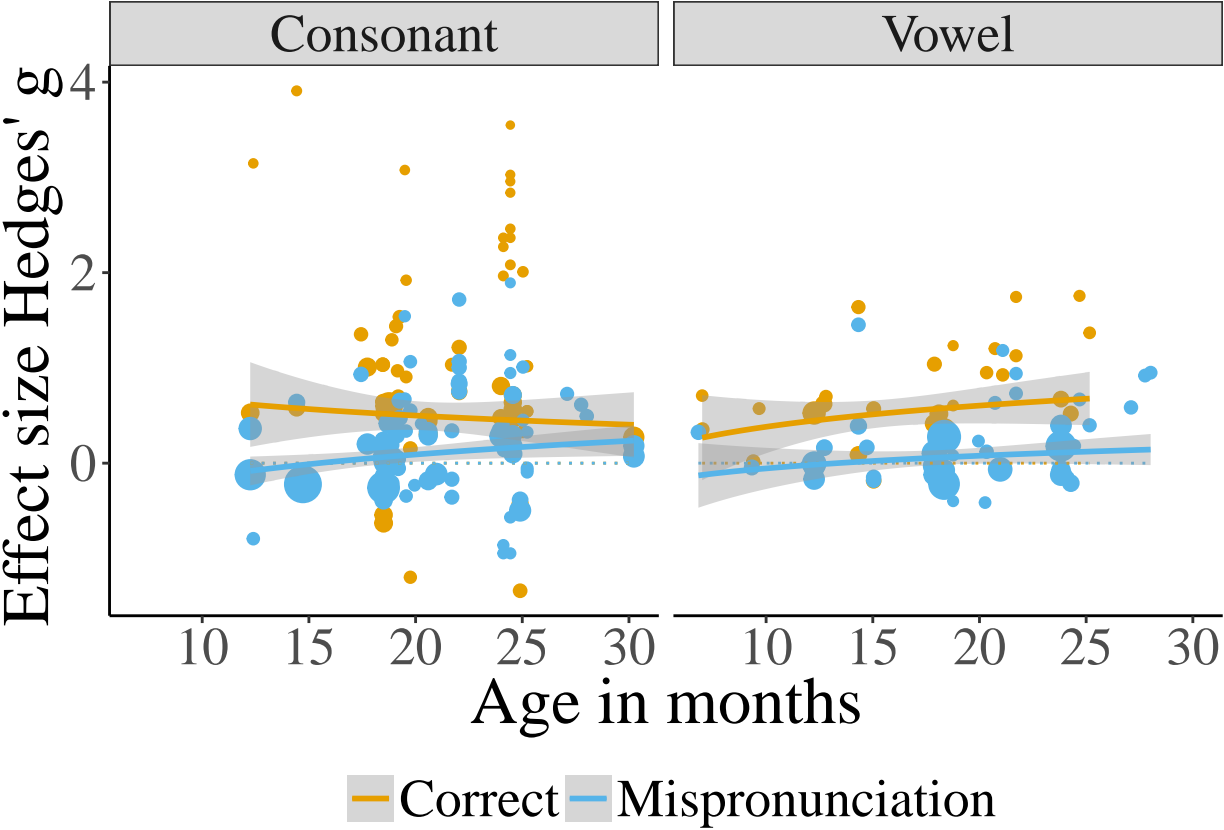 Consonant Vowel
Effect size Hedges' g
4
2
0
10 15 20 25 30 10 15 20 25 30
Age in months
Correct Mispronunciation